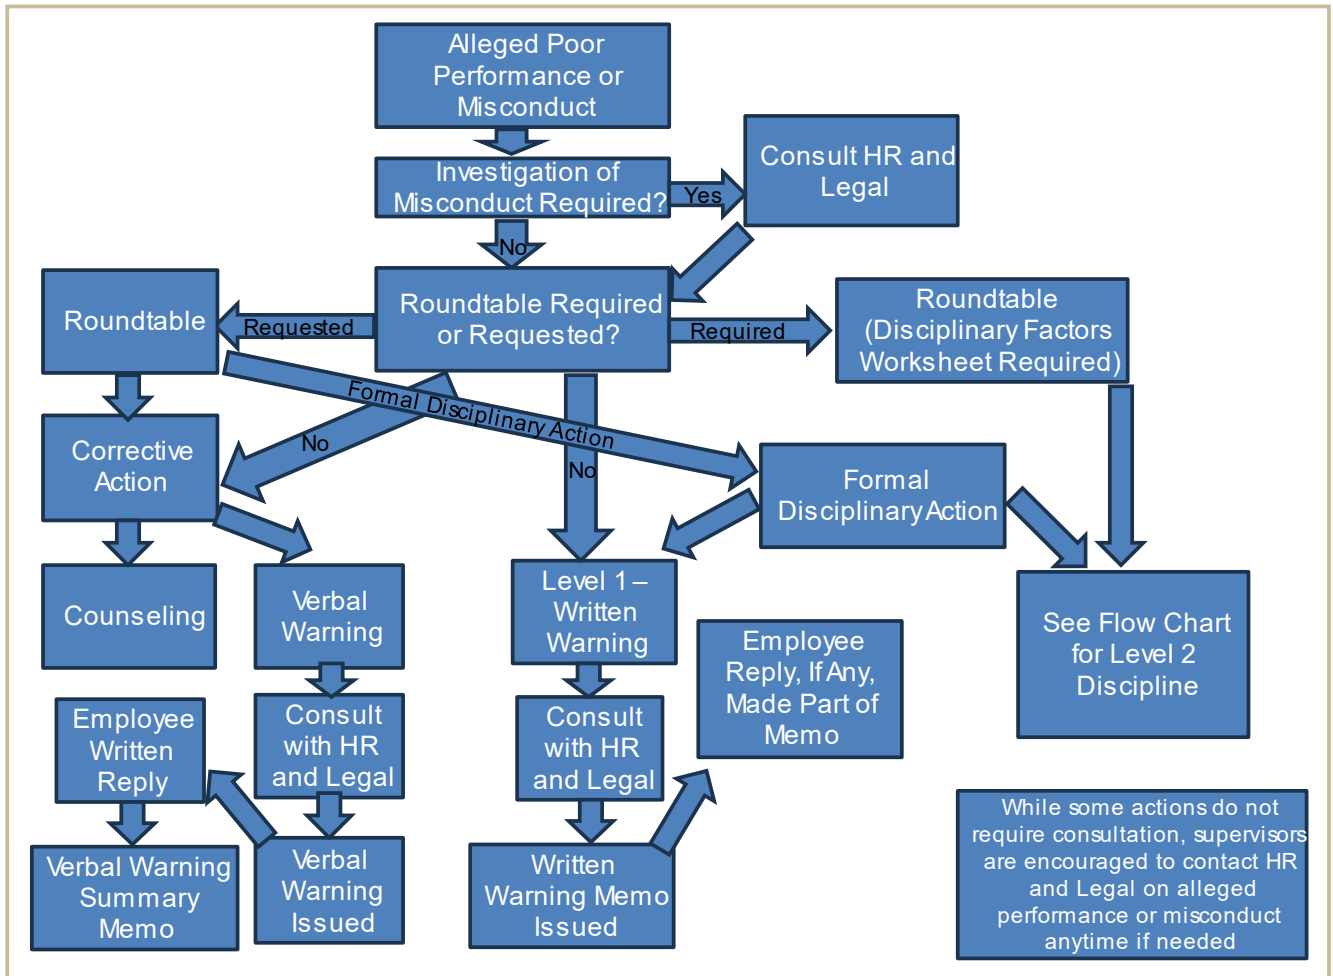 Alleged Poor
Performance or
Misconduct
Investigation of
Misconduct Required?
Yes
Consult HR and
Legal
No
Roundtable
Requested
Roundtable Required
or Requested?
Required
Roundtable
(Disciplinary Factors
Worksheet Required)
Formal Disciplinary Action
No
No
Corrective
Action
Formal
Disciplinary Action
Counseling
Verbal
Warning
Level 1 –
Written
Warning
Employee
Reply, If Any,
Made Part of
Memo
See Flow Chart
for Level 2
Discipline
Employee
Written
Reply
Consult
with HR
and Legal
Consult
with HR
and Legal
Verbal Warning
Summary
Memo
Verbal
Warning
Issued
Written
Warning Memo
Issued
While some actions do not
require consultation, supervisors
are encouraged to contact HR
and Legal on alleged
performance or misconduct
anytime if needed